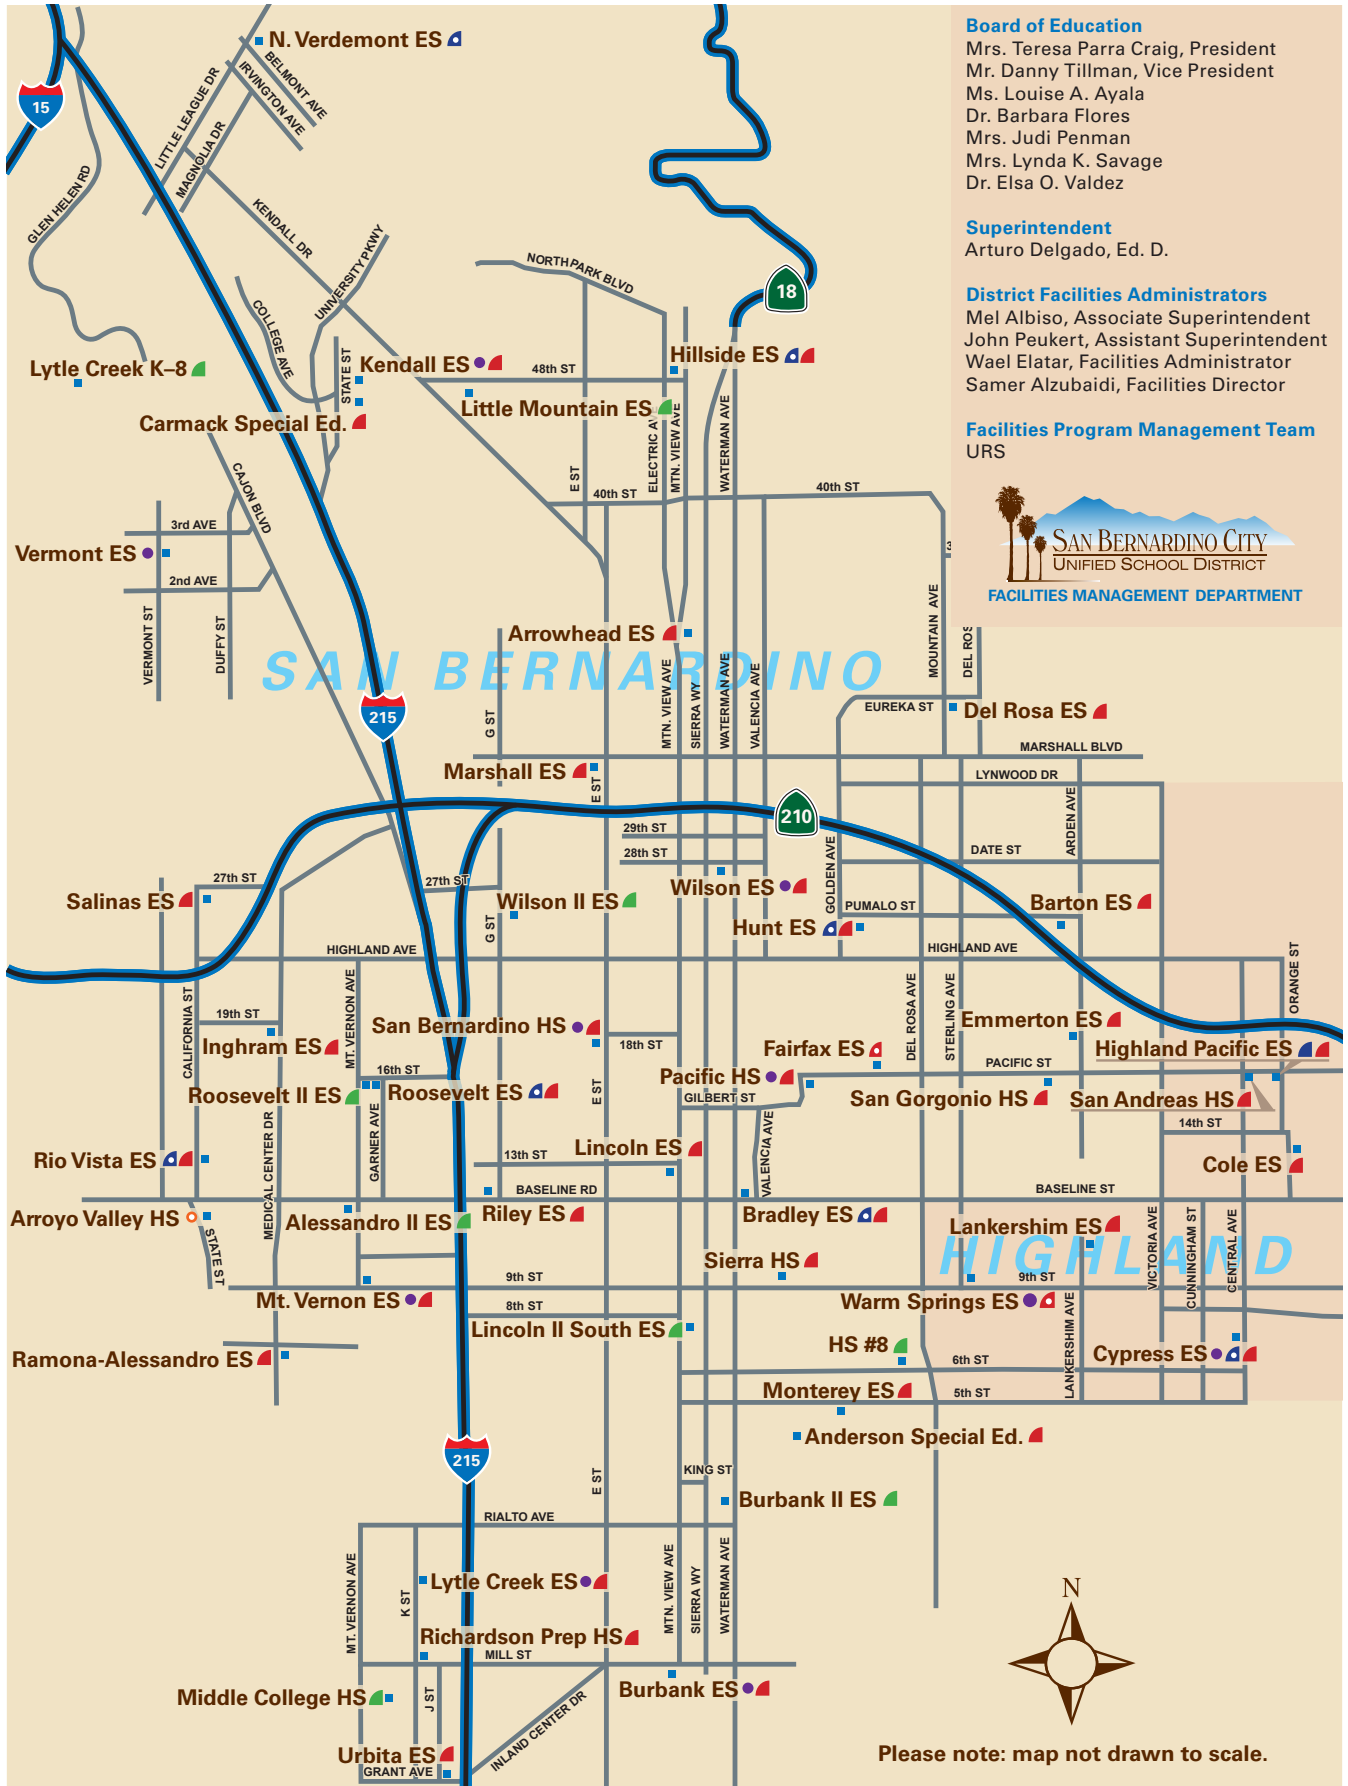 Board of Education
Mrs. Teresa Parra Craig, President
Mr. Danny Tillman, Vice President
Ms. Louise A. Ayala
Dr. Barbara Flores
Mrs. Judi Penman
Mrs. Lynda K. Savage
Dr. Elsa O. Valdez
Superintendent
Arturo Delgado, Ed. D.
District Facilities Administrators
Mel Albiso, Associate Superintendent
John Peukert, Assistant Superintendent
Wael Elatar, Facilities Administrator
Samer Alzubaidi, Facilities Director
Facilities Program Management Team
URS
SAN BERNARDINO CITY
UNIFIED SCHOOL DISTRICT
FACILITIES MANAGEMENT DEPARTMENT
N. Verdemont ES
BELMONT AVE
IRVINGTON AVE
LITTLE LEAGUE DR
MAGNOLIA DR
15
GLEN HELEN RD
KENDALL DR
UNIVERSITY PKWY
COLLEGE AVE
STATE ST
NORTHPARK BLVD
18
Lytle Creek K–8
Kendall ES
48th ST
Hillside ES
Little Mountain ES
Carmack Special Ed.
ELECTRIC AVE
MTN. VIEW AVE
WATERMAN AVE
E ST
40th ST
40th ST
CAJON BLVD
3rd AVE
Vermont ES
2nd AVE
VERMONT ST
DUFFY ST
MOUNTAIN AVE
DEL ROS
Arrowhead ES
SAN BERNARDINO
MTN. VIEW AVE
SIERRA WY
WATERMAN AVE
VALENCIA AVE
215
G ST
EUREKA ST
Del Rosa ES
MARSHALL BLVD
Marshall ES
E ST
LYNWOOD DR
ARDEN AVE
210
29th ST
28th ST
DATE ST
GOLDEN AVE
27th ST
27th ST
Salinas ES
Wilson II ES
Wilson ES
Barton ES
PUMALO ST
Hunt ES
G ST
HIGHLAND AVE
HIGHLAND AVE
ORANGE ST
CALIFORNIA ST
MT. VERNON AVE
DEL ROSA AVE
STERLING AVE
19th ST
San Bernardino HS
18th ST
Emmerton ES
Inghram ES
Fairfax ES
Highland Pacific ES
PACIFIC ST
16th ST
Pacific HS
Roosevelt II ES
Roosevelt ES
E ST
GILBERT ST
San Gorgonio HS
San Andreas HS
14th ST
MEDICAL CENTER DR
GARNER AVE
VALENCIA AVE
Lincoln ES
13th ST
Rio Vista ES
Cole ES
BASELINE RD
BASELINE ST
Arroyo Valley HS
Alessandro II ES
Riley ES
Bradley ES
Lankershim ES
STATE ST
VICTORIA AVE
CUNNINGHAM ST
CENTRAL AVE
HIGHLAND
Sierra HS
9th ST
9th ST
Mt. Vernon ES
8th ST
Warm Springs ES
LANKERSHIM AVE
Lincoln II South ES
HS #8
Ramona-Alessandro ES
6th ST
Cypress ES
Monterey ES
5th ST
Anderson Special Ed.
215
E ST
KING ST
Burbank II ES
RIALTO AVE
MT. VERNON AVE
K ST
MTN. VIEW AVE
SIERRA WY
WATERMAN AVE
Lytle Creek ES
N
Richardson Prep HS
MILL ST
Middle College HS
J ST
Burbank ES
INLAND CENTER DR
Urbita ES
GRANT AVE
Please note: map not drawn to scale.